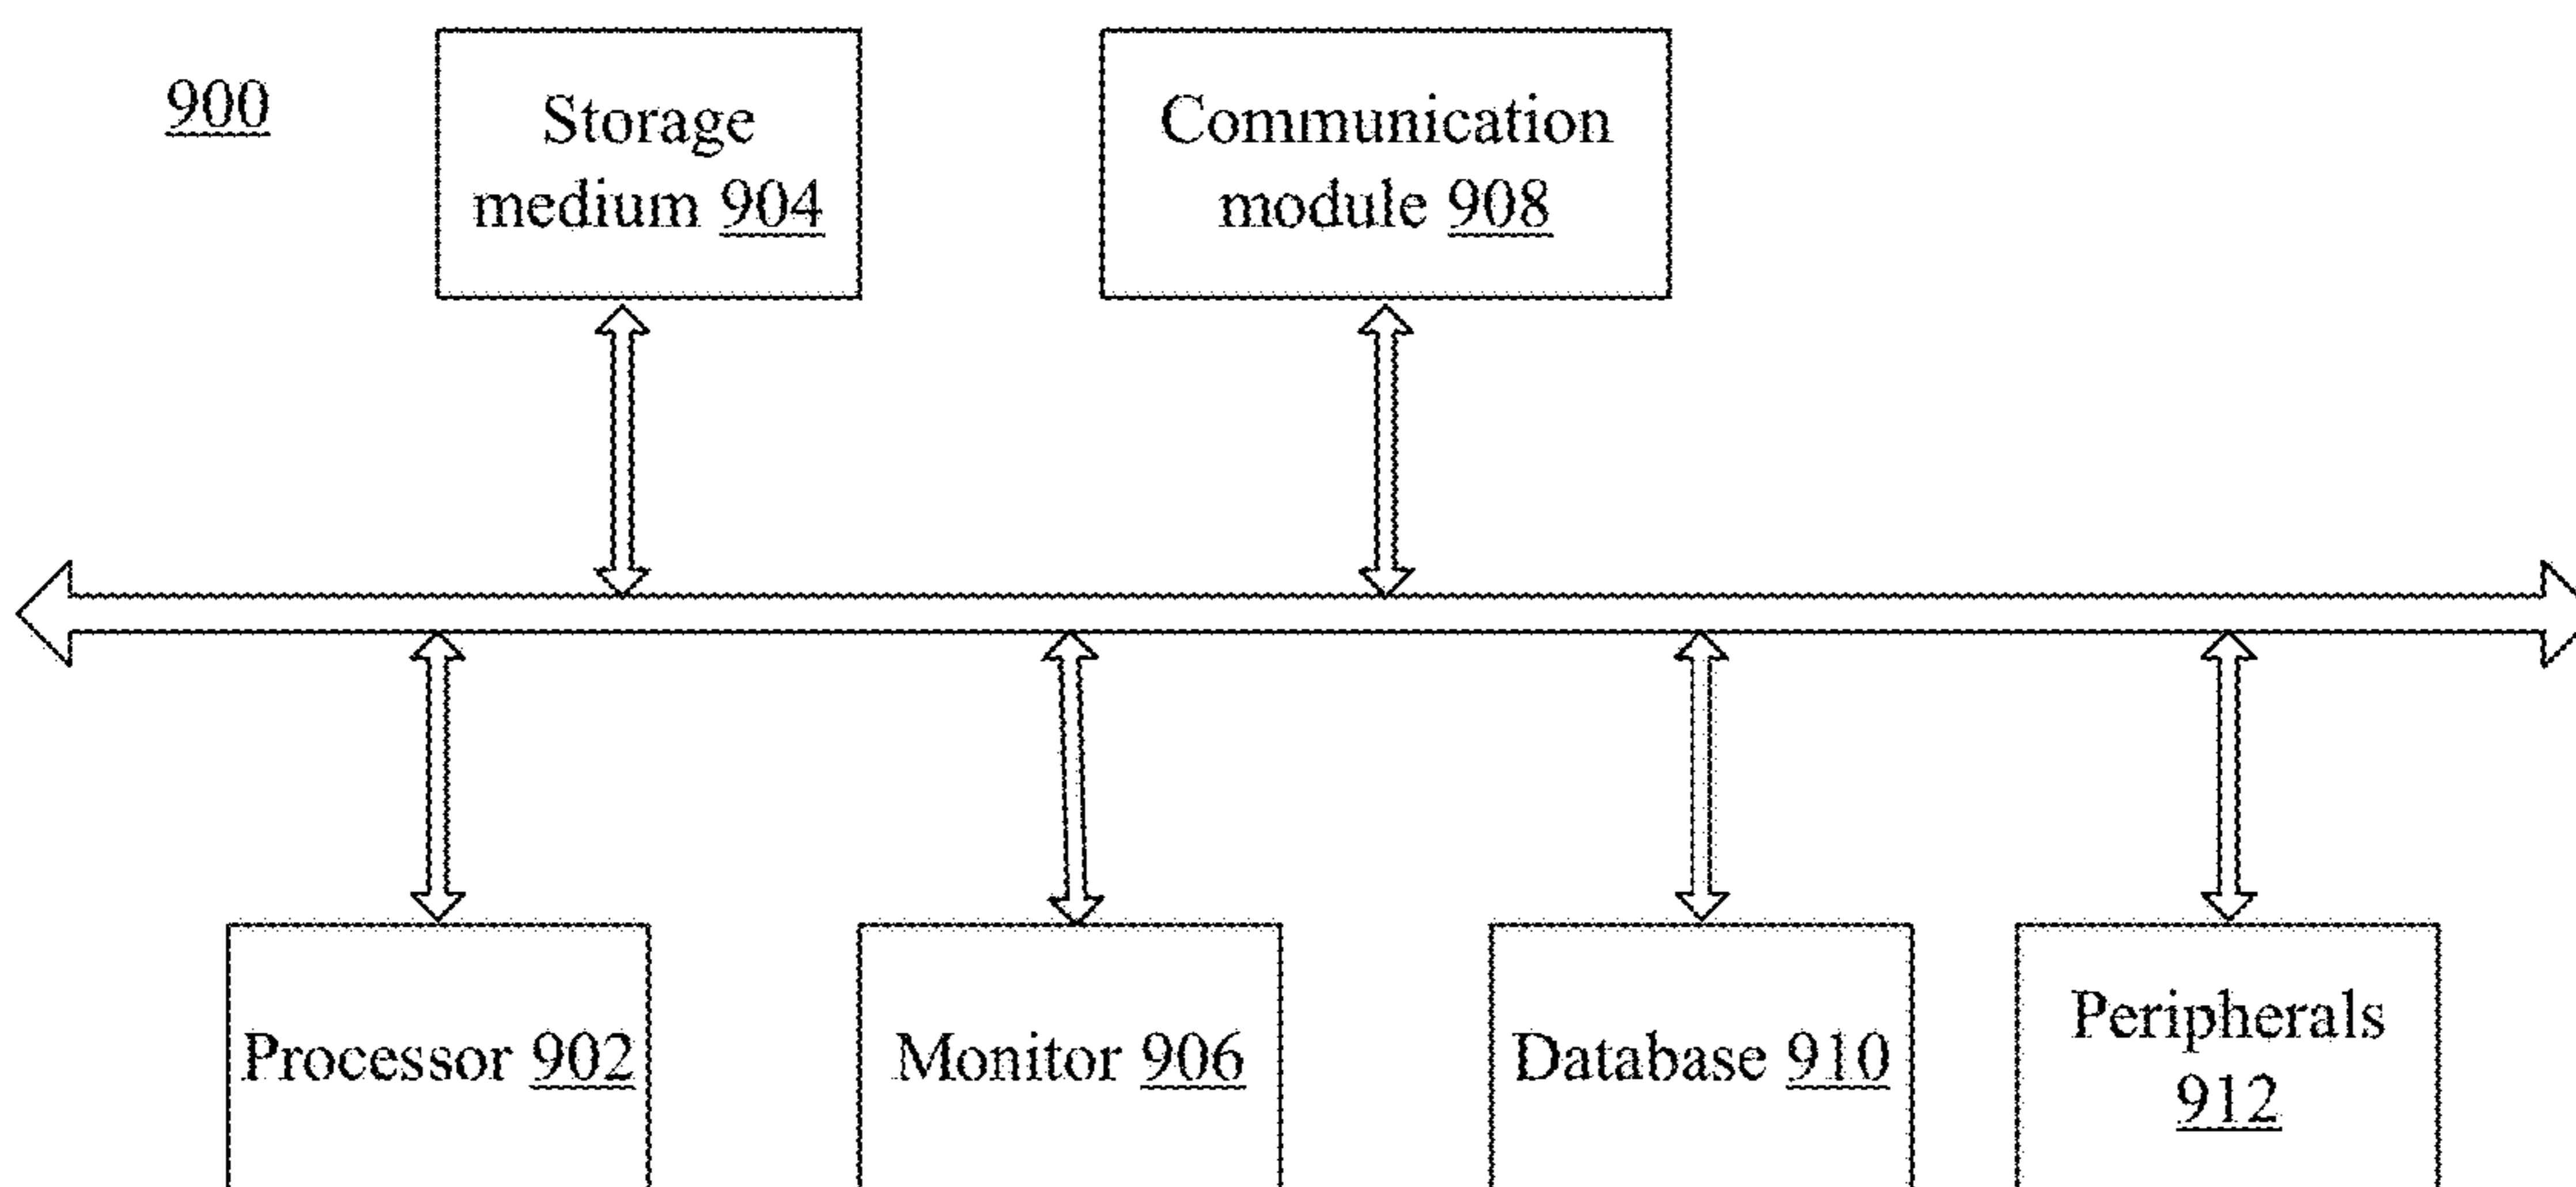 900
Storage
medium 904
Communication
module 908
Processor 902
Monitor 906
Database 910
Peripherals
912